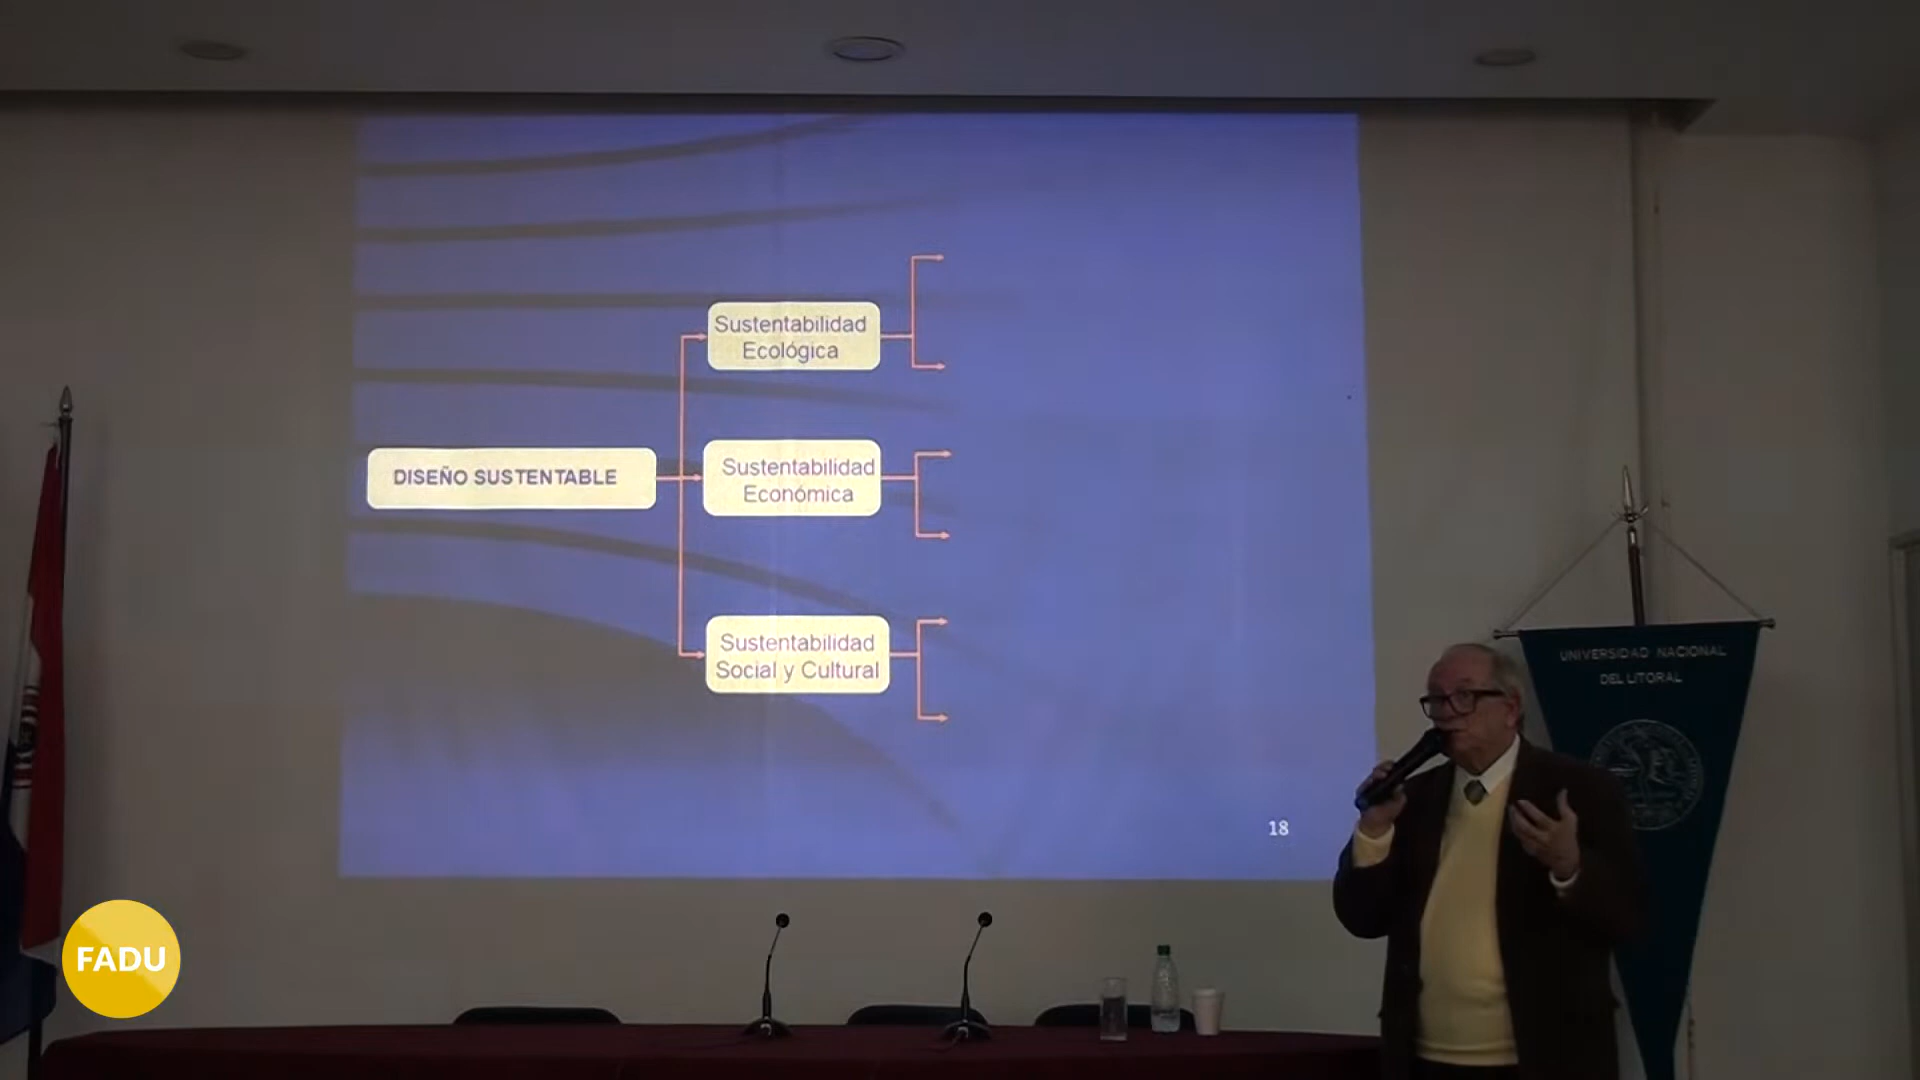 Sustentabilidad
Ecológica
DISEÑO SUSTENTABLE
Sustentabilidad
Económica
Sustentabilidad
Social y Cultural
18
UNIVERSIDAD NACIONAL
DEL LITORAL
FADU